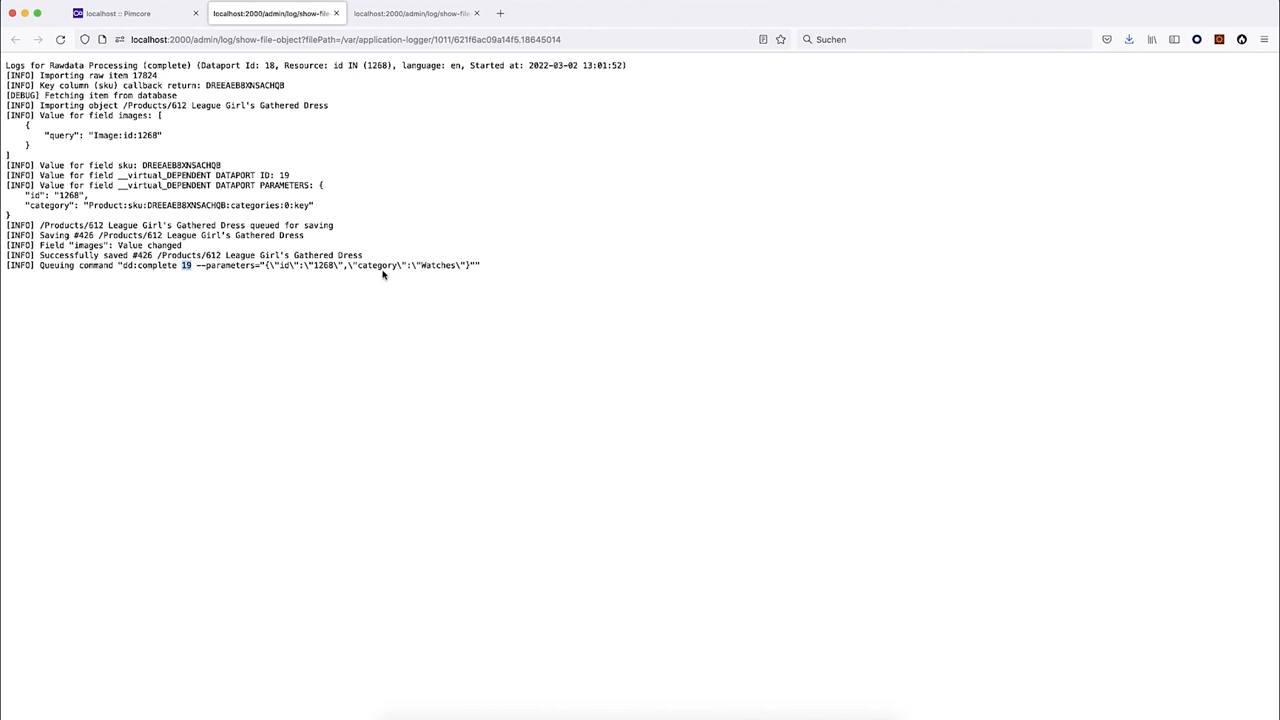 localhost :: Pimcore
localhost:2000/admin/log/show-file-
localhost:2000/admin/log/show-file-
localhost:2000/admin/log/show-file-object?filePath=/var/application-logger/1011/621f6ac09a14f5.18645014
Suchen
Logs for Rawdata Processing (complete) (Dataport Id: 18, Resource: id IN (1268), language: en, Started at: 2022-03-02 13:01:52)
[INFO] Importing raw item 17824
[INFO] Key column (sku) callback return: DREEAEB8XNSACHQB
[DEBUG] Fetching item from database
[INFO] Importing object /Products/612 League Girl's Gathered Dress
[INFO] Value for field images: [
{
"query": "Image:id:1268"
}
]
[INFO] Value for field sku: DREEAEB8XNSACHQB
[INFO] Value for field __virtual_DEPENDENT DATAPORT ID: 19
[INFO] Value for field __virtual_DEPENDENT DATAPORT PARAMETERS: {
"id": "1268",
"category": "Product:sku:DREEAEB8XNSACHQB:categories:0:key"
}
[INFO] /Products/612 League Girl's Gathered Dress queued for saving
[INFO] Saving #426 /Products/612 League Girl's Gathered Dress
[INFO] Field "images": Value changed
[INFO] Successfully saved #426 /Products/612 League Girl's Gathered Dress
[INFO] Queuing command "dd:complete 19 --parameters="{\"id\":\"1268\",\"category\":\"Watches\"}""